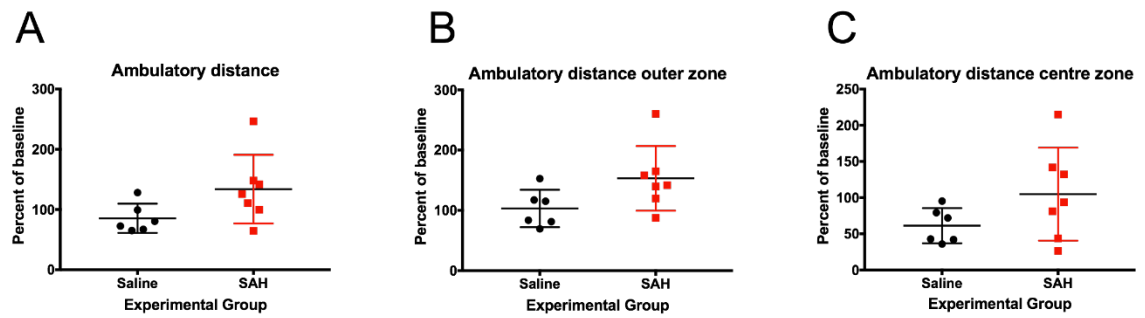 A
Ambulatory distance
Percent of baseline
300
200
100
0
Saline
SAH
Experimental Group
B
Ambulatory distance outer zone
Percent of baseline
300
200
100
0
Saline
SAH
Experimental Group
C
Ambulatory distance centre zone
Percent of baseline
250
200
150
100
50
0
Saline
SAH
Experimental Group